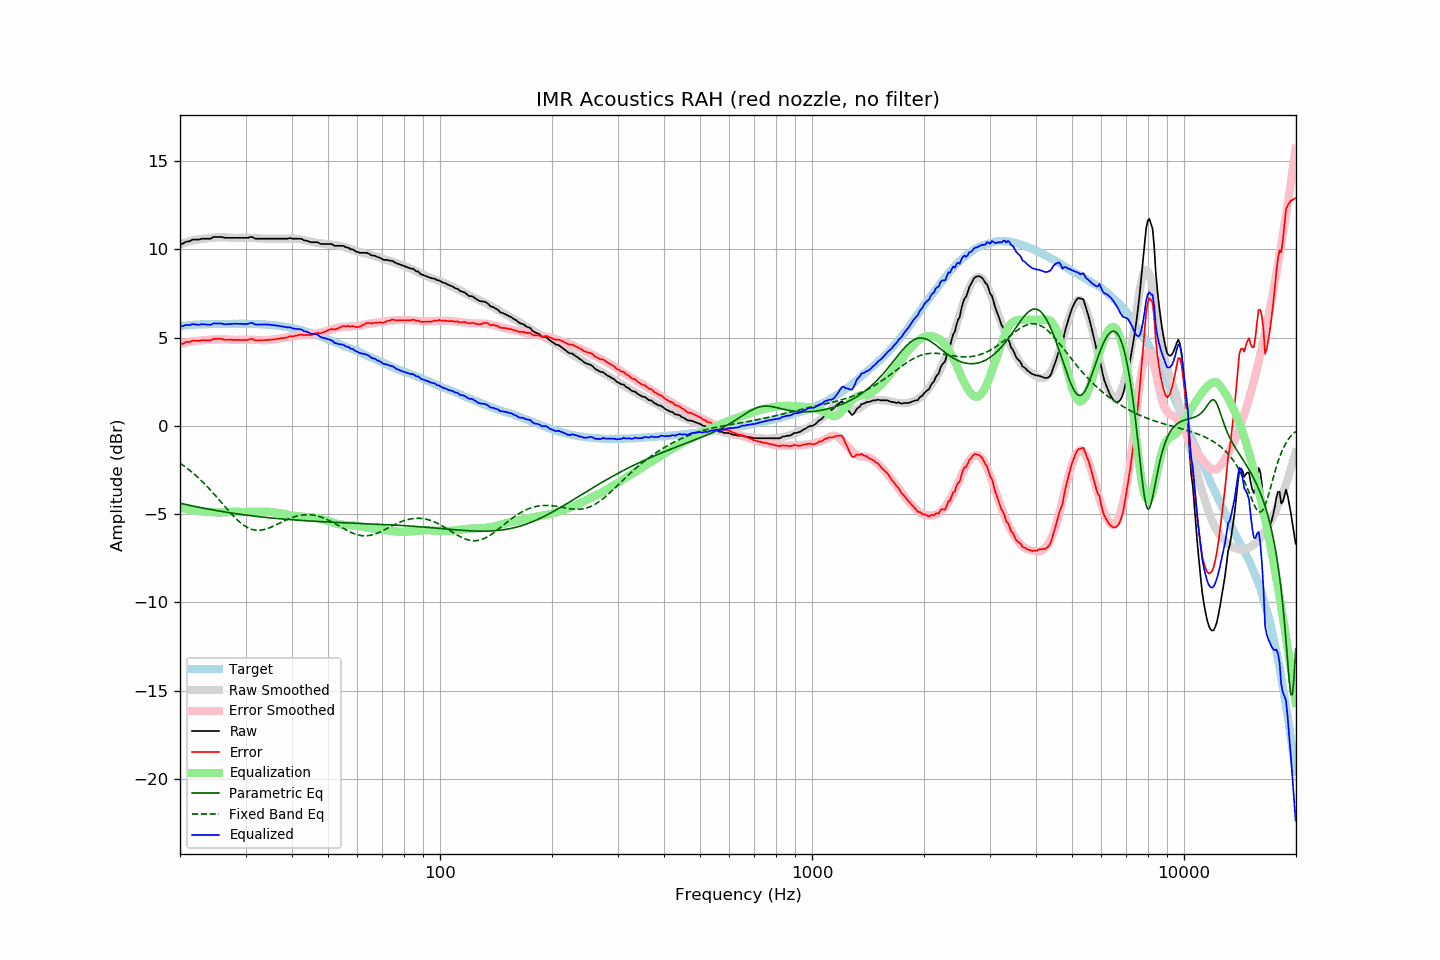 IMR Acoustics RAH (red nozzle, no filter)
15
10
5
0
−5
−10
−15
−20
Amplitude (dBr)
Target
Raw Smoothed
Error Smoothed
Raw
Error
Equalization
Parametric Eq
Fixed Band Eq
Equalized
100 1000 10000
Frequency (Hz)